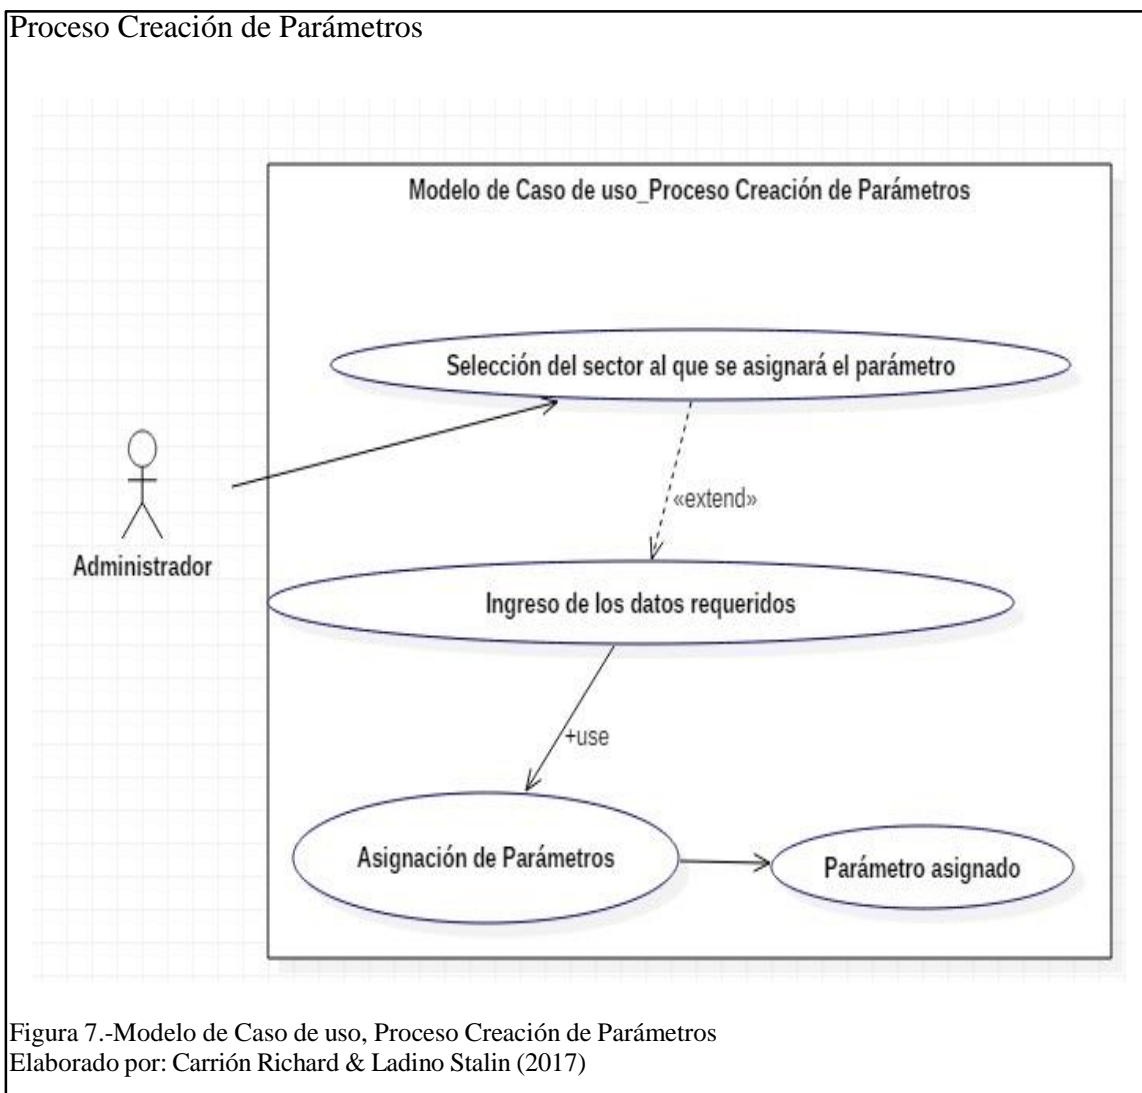 Proceso Creación de Parámetros
Modelo de Caso de uso_Proceso Creación de Parámetros
Selección del sector al que se asignará el parámetro
«extend»
Administrador
Ingreso de los datos requeridos
+use
Asignación de Parámetros
Parámetro asignado
Figura 7.-Modelo de Caso de uso, Proceso Creación de Parámetros
Elaborado por: Carrión Richard & Ladino Stalin (2017)